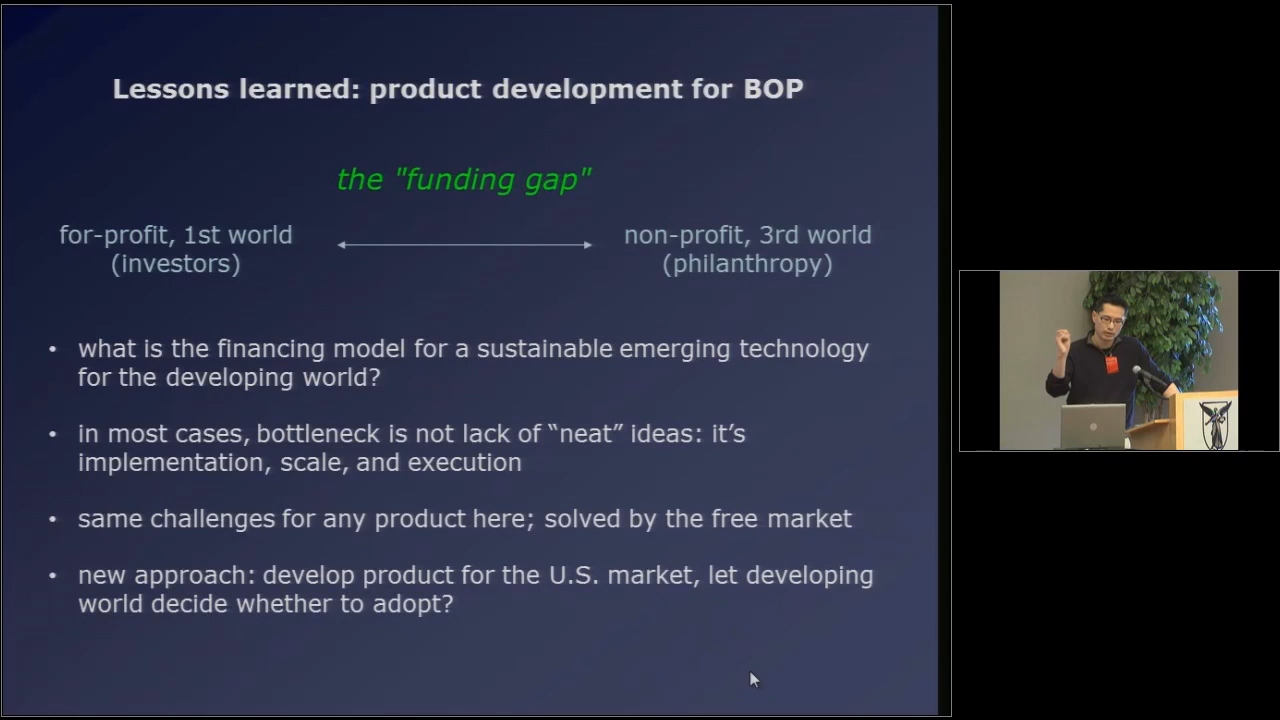 Lessons learned: product development for BOP
the "funding gap"
for-profit, 1st world
(investors)
non-profit, 3rd world
(philanthropy)
• what is the financing model for a sustainable emerging technology
for the developing world?
• in most cases, bottleneck is not lack of “neat” ideas: it’s
implementation, scale, and execution
• same challenges for any product here; solved by the free market
• new approach: develop product for the U.S. market, let developing
world decide whether to adopt?